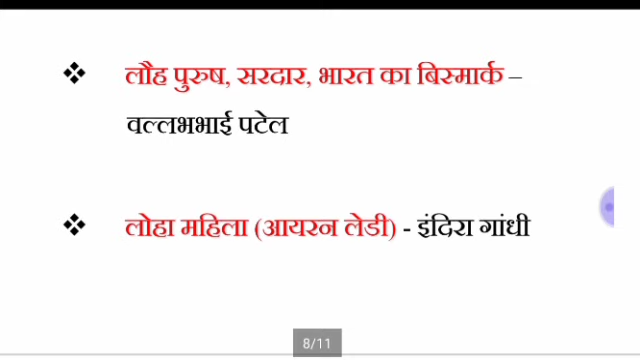 ❖ लौह पुरुष, सरदार, भारत का बिस्मार्क –
वल्लभभाई पटेल
❖ लोहा महिला (आयरन लेडी) - इंदिरा गांधी
8/11